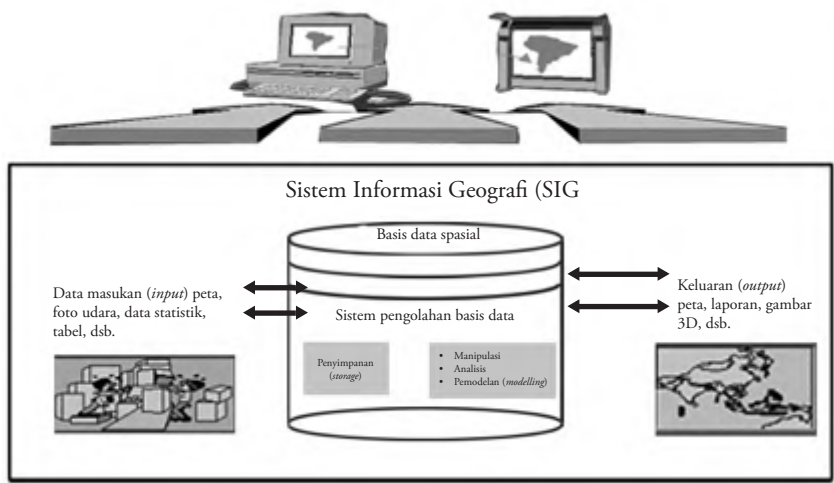 Sistem Informasi Geografi (SIG
Basis data spasial
Data masukan (input) peta,
foto udara, data statistik,
tabel, dsb.
Sistem pengolahan basis data
Penyimpanan
(storage)
• Manipulasi
• Analisis
• Pemodelan (modelling)
Keluaran (output)
peta, laporan, gambar
3D, dsb.